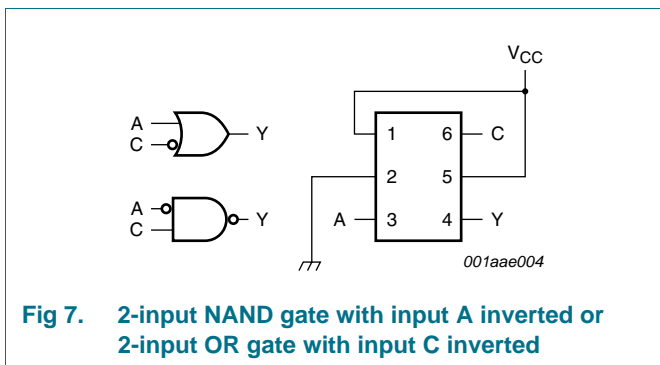 VCC
A
C
Y
A
C
Y
1 6 C
2 5
A 3 4 Y
001aae004
Fig 7. 2-input NAND gate with input A inverted or
2-input OR gate with input C inverted